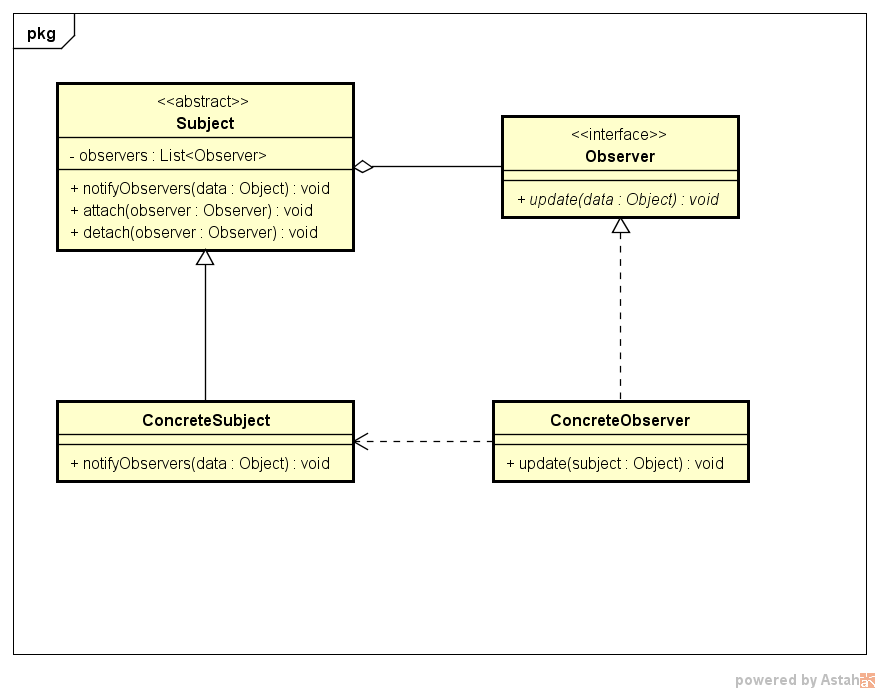 pkg
<<abstract>>
Subject
- observers : List<Observer>
+ notifyObservers(data : Object) : void
+ attach(observer : Observer) : void
+ detach(observer : Observer) : void
<<interface>>
Observer
+ update(data : Object) : void
ConcreteSubject
+ notifyObservers(data : Object) : void
ConcreteObserver
+ update(subject : Object) : void
powered by Astah